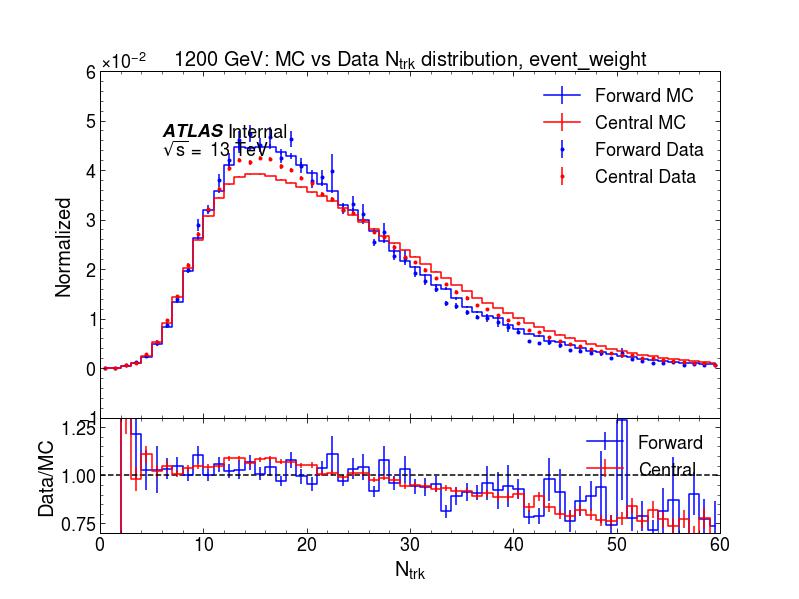 ×10⁻² 1200 GeV: MC vs Data Ntrk distribution, event_weight
6
5
4
3
2
1
0
−1
Normalized
ATLAS Internal
√s = 13 TeV
Forward MC
Central MC
Forward Data
Central Data
1.25
1.00
0.75
Data/MC
Forward
Central
0 10 20 30 40 50 60
Ntrk